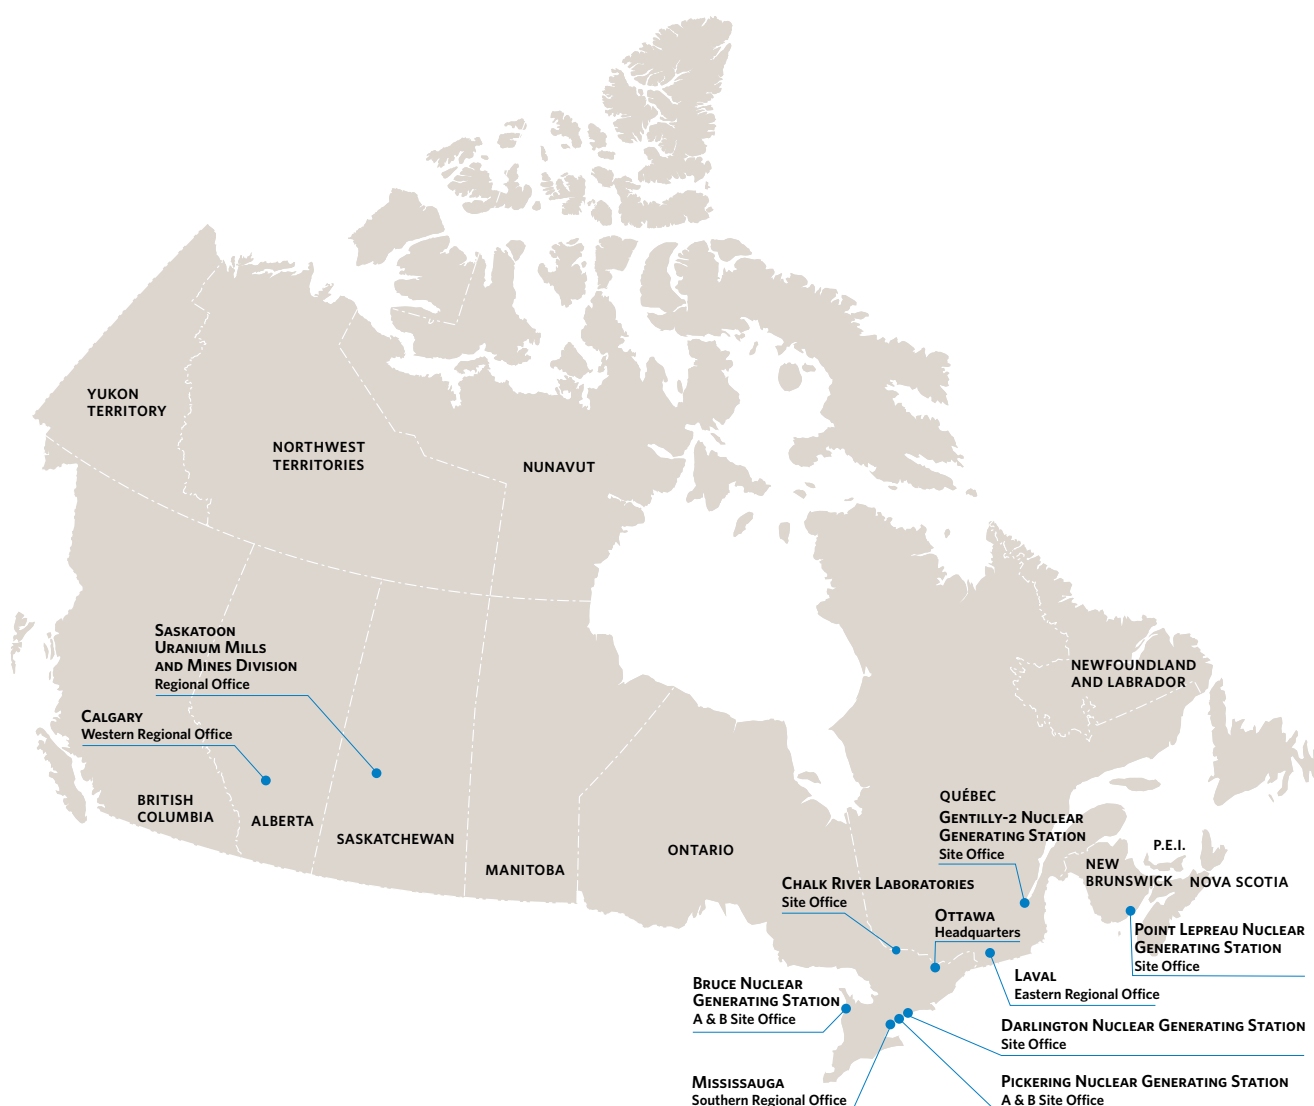 YUKON
TERRITORY
NORTHWEST
TERRITORIES
NUNAVUT
SASKATOON
URANIUM MILLS
AND MINES DIVISION
Regional Office
CALGARY
Western Regional Office
BRITISH
COLUMBIA
ALBERTA
SASKATCHEWAN
MANITOBA
ONTARIO
NEWFOUNDLAND
AND LABRADOR
QUÉBEC
GENTILLY-2 NUCLEAR
GENERATING STATION
Site Office
P.E.I.
NEW
BRUNSWICK
NOVA SCOTIA
CHALK RIVER LABORATORIES
Site Office
OTTAWA
Headquarters
POINT LEPREAU NUCLEAR
GENERATING STATION
Site Office
LAVAL
Eastern Regional Office
BRUCE NUCLEAR
GENERATING STATION
A & B Site Office
DARLINGTON NUCLEAR GENERATING STATION
Site Office
MISSISSAUGA
Southern Regional Office
PICKERING NUCLEAR GENERATING STATION
A & B Site Office